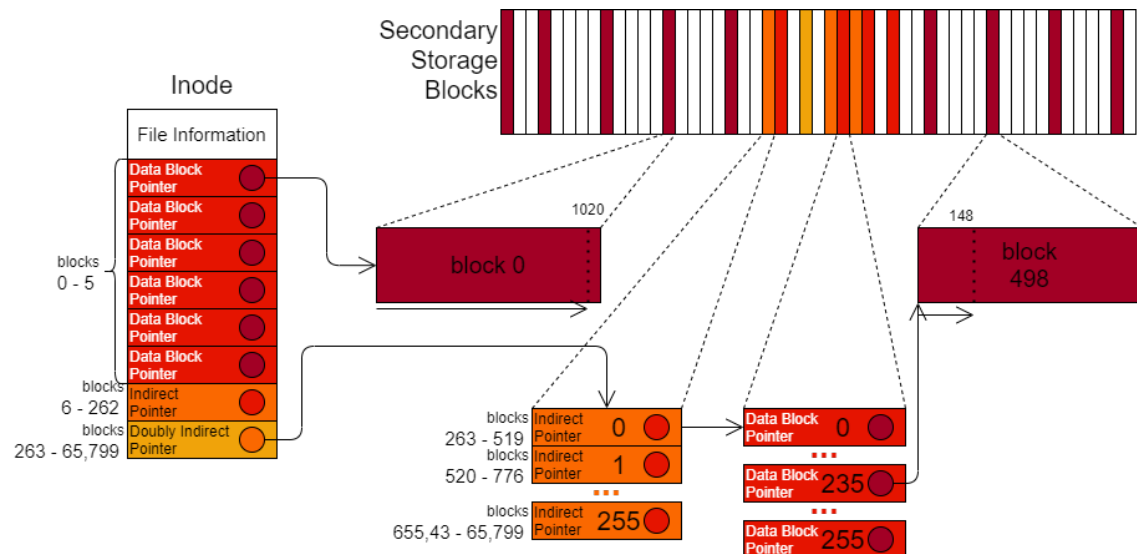 Secondary
Storage
Blocks
Inode
File Information
Data Block
Pointer
Data Block
Pointer
Data Block
Pointer
Data Block
Pointer
Data Block
Pointer
Data Block
Pointer
blocks
0 - 5
blocks
6 - 262
Indirect
Pointer
blocks
263 - 65,799
Doubly Indirect
Pointer
1020
block 0
148
block
498
blocks
263 - 519
Indirect
Pointer
0
blocks
520 - 776
Indirect
Pointer
1
...
blocks
655,43 - 65,799
Indirect
Pointer
255
Data Block
Pointer
0
...
Data Block
Pointer
235
...
Data Block
Pointer
255